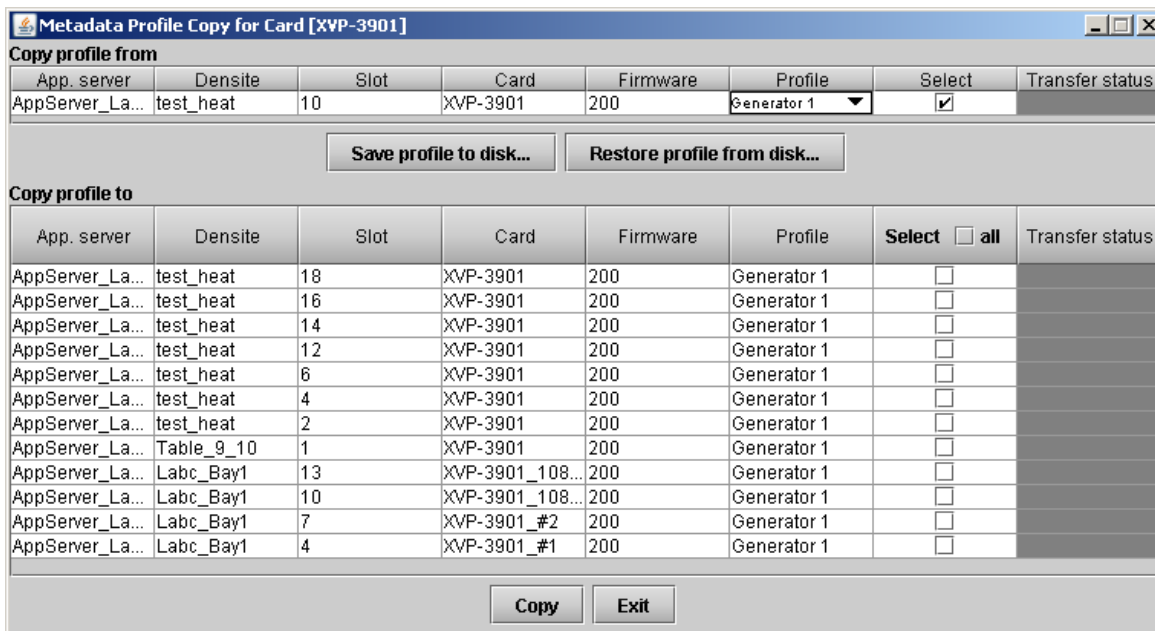 Metadata Profile Copy for Card [XVP-3901]
Copy profile from
App. server Densite Slot Card Firmware Profile Select Transfer status
AppServer_La... test_heat 10 XVP-3901 200 Generator 1
Save profile to disk... Restore profile from disk...
Copy profile to
App. server Densite Slot Card Firmware Profile Select all Transfer status
AppServer_La... test_heat 18 XVP-3901 200 Generator 1
AppServer_La... test_heat 16 XVP-3901 200 Generator 1
AppServer_La... test_heat 14 XVP-3901 200 Generator 1
AppServer_La... test_heat 12 XVP-3901 200 Generator 1
AppServer_La... test_heat 6 XVP-3901 200 Generator 1
AppServer_La... test_heat 4 XVP-3901 200 Generator 1
AppServer_La... test_heat 2 XVP-3901 200 Generator 1
AppServer_La... Table_9_10 1 XVP-3901 200 Generator 1
AppServer_La... Labc_Bay1 13 XVP-3901_108... 200 Generator 1
AppServer_La... Labc_Bay1 10 XVP-3901_108... 200 Generator 1
AppServer_La... Labc_Bay1 7 XVP-3901_#2 200 Generator 1
AppServer_La... Labc_Bay1 4 XVP-3901_#1 200 Generator 1
Copy Exit